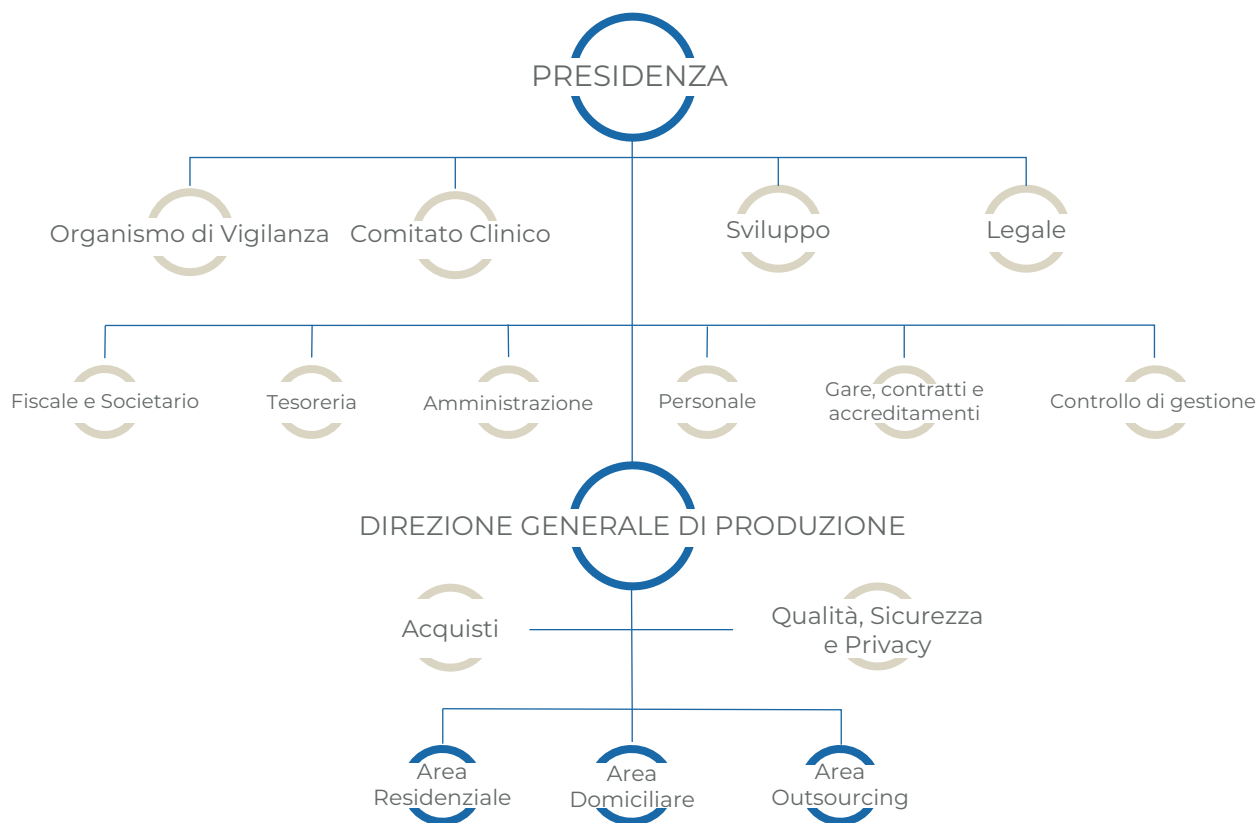 PRESIDENZA
Organismo di Vigilanza
Comitato Clinico
Sviluppo
Legale
Fiscale e Societario
Tesoreria
Amministrazione
Personale
Gare, contratti e
accreditamenti
Controllo di gestione
DIREZIONE GENERALE DI PRODUZIONE
Acquisti
Qualità, Sicurezza
e Privacy
Area
Residenziale
Area
Domiciliare
Area
Outsourcing